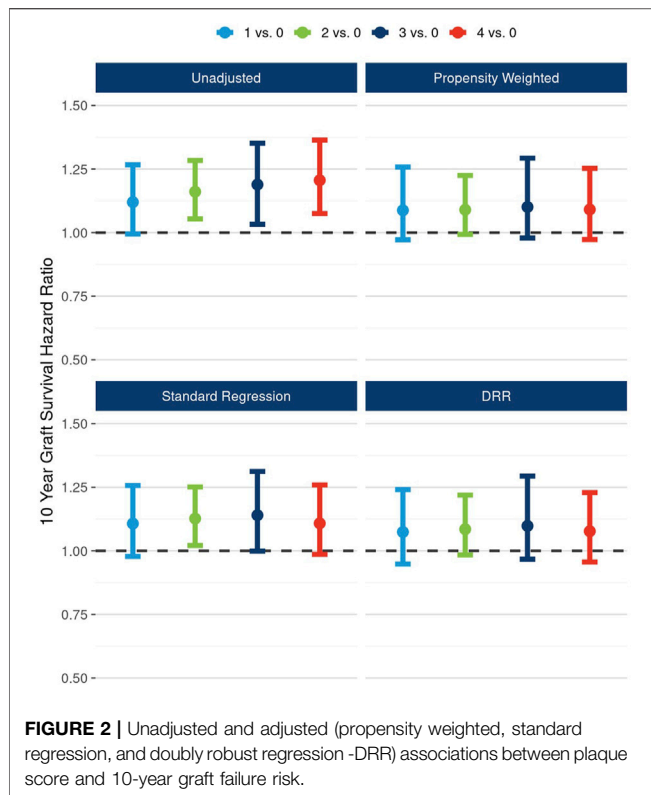 1 vs. 0 2 vs. 0 3 vs. 0 4 vs. 0
10 Year Graft Survival Hazard Ratio
Unadjusted Propensity Weighted
1.50
1.25
1.00
0.75
0.50
Standard Regression DRR
1.50
1.25
1.00
0.75
0.50
FIGURE 2 | Unadjusted and adjusted (propensity weighted, standard
regression, and doubly robust regression -DRR) associations between plaque
score and 10-year graft failure risk.